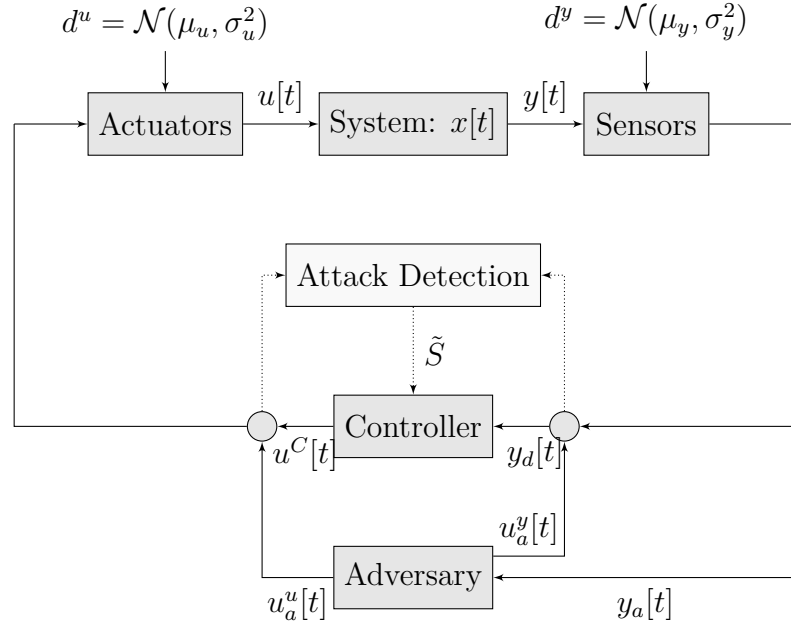 d^u = 𝒩(μ_u, σ_u^2)
d^y = 𝒩(μ_y, σ_y^2)
Actuators
u[t]
System: x[t]
y[t]
Sensors
Attack Detection
S̃
Controller
u^C[t]
y_d[t]
u_a^y[t]
Adversary
u_a^u[t]
y_a[t]